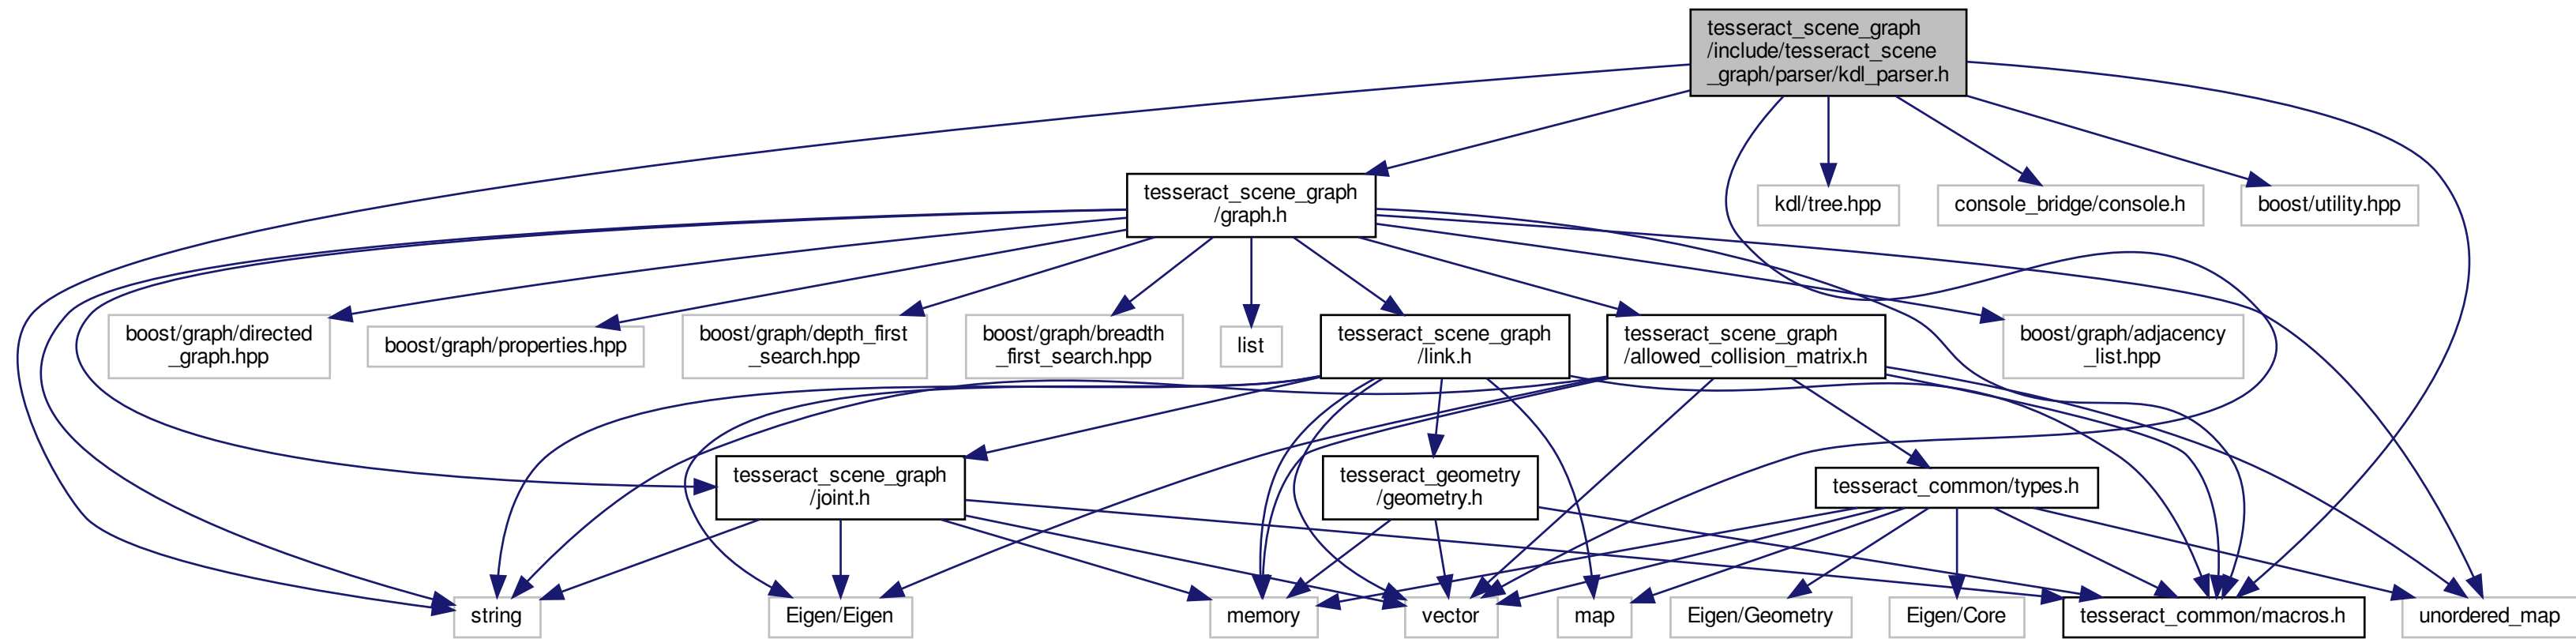 tesseract_scene_graph
/include/tesseract_scene
_graph/parser/kdl_parser.h
tesseract_scene_graph
/graph.h
kdl/tree.hpp
console_bridge/console.h
boost/utility.hpp
boost/graph/directed
_graph.hpp
boost/graph/properties.hpp
boost/graph/depth_first
_search.hpp
boost/graph/breadth
_first_search.hpp
list
tesseract_scene_graph
/link.h
tesseract_scene_graph
/allowed_collision_matrix.h
boost/graph/adjacency
_list.hpp
tesseract_scene_graph
/joint.h
tesseract_geometry
/geometry.h
tesseract_common/types.h
string
Eigen/Eigen
memory
vector
map
Eigen/Geometry
Eigen/Core
tesseract_common/macros.h
unordered_map